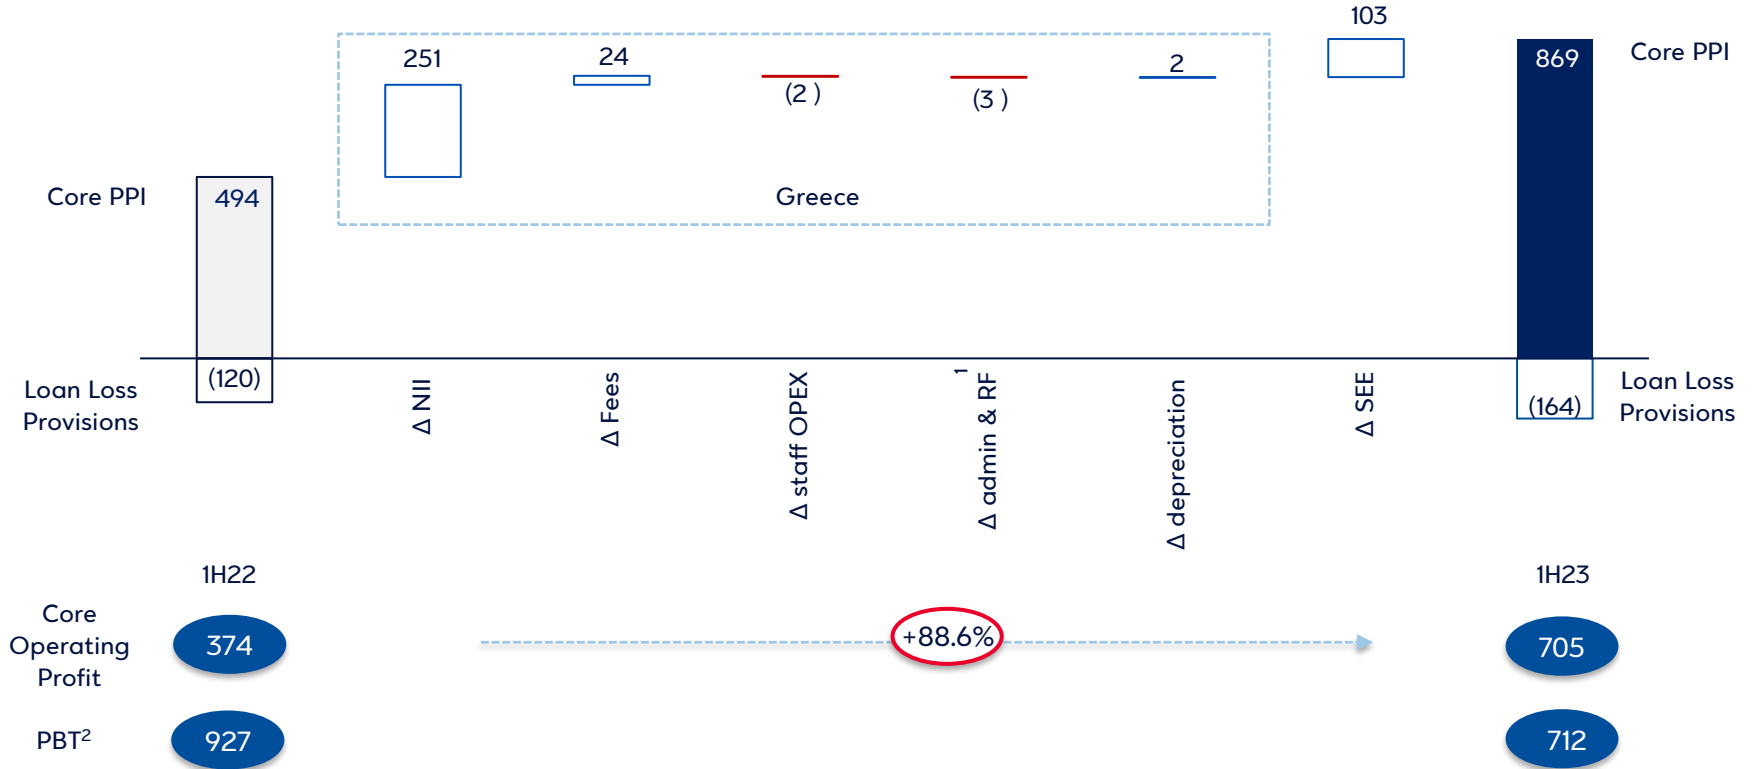 103
251
24
2
869
Core PPI
(2 )
(3 )
Core PPI
494
Greece
(120)
(164)
Loan Loss
Provisions
Loan Loss
Provisions
Δ NII
Δ Fees
Δ staff OPEX
Δ admin & RF¹
Δ depreciation
Δ SEE
1H22
1H23
Core
Operating
Profit
374
+88.6%
705
PBT²
927
712